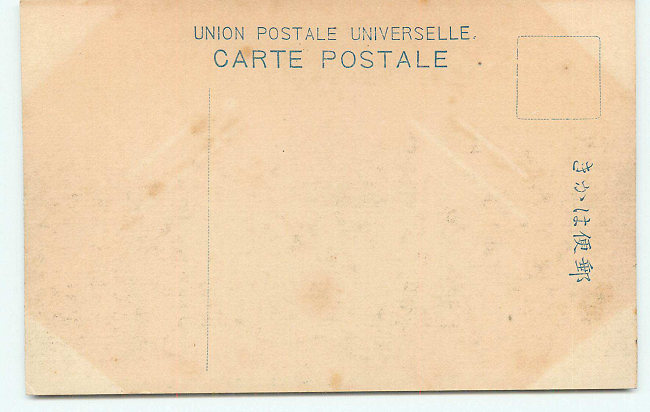 UNION POSTALE UNIVERSELLE.
CARTE POSTALE
郵便はかき